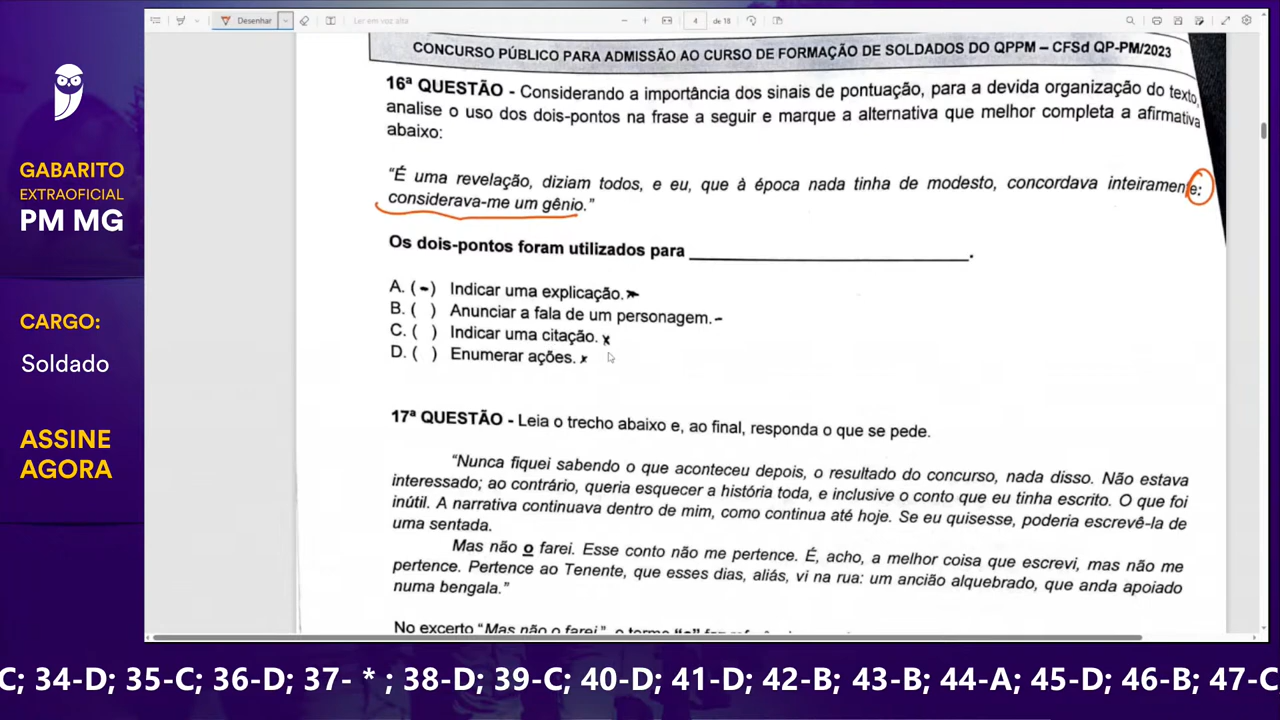 Desenhar
Ler em voz alta
4
de 18
CONCURSO PÚBLICO PARA ADMISSÃO AO CURSO DE FORMAÇÃO DE SOLDADOS DO QPPM – CFSd QP-PM/2023
16ª QUESTÃO - Considerando a importância dos sinais de pontuação, para a devida organização do texto,
analise o uso dos dois-pontos na frase a seguir e marque a alternativa que melhor completa a afirmativa
abaixo:
“É uma revelação, diziam todos, e eu, que à época nada tinha de modesto, concordava inteiramente:
considerava-me um gênio.”
Os dois-pontos foram utilizados para ______________________________.
A. (-) Indicar uma explicação.
B. ( ) Anunciar a fala de um personagem.
C. ( ) Indicar uma citação. x
D. ( ) Enumerar ações. x
17ª QUESTÃO - Leia o trecho abaixo e, ao final, responda o que se pede.
“Nunca fiquei sabendo o que aconteceu depois, o resultado do concurso, nada disso. Não estava
interessado; ao contrário, queria esquecer a história toda, e inclusive o conto que eu tinha escrito. O que foi
inútil. A narrativa continuava dentro de mim, como continua até hoje. Se eu quisesse, poderia escrevê-la de
uma sentada.
Mas não o farei. Esse conto não me pertence. É, acho, a melhor coisa que escrevi, mas não me
pertence. Pertence ao Tenente, que esses dias, aliás, vi na rua: um ancião alquebrado, que anda apoiado
numa bengala.”
No excerto “Mas não o farei”, o termo “o”
GABARITO
EXTRAOFICIAL
PM MG
CARGO:
Soldado
ASSINE
AGORA
C; 34-D; 35-C; 36-D; 37- * ; 38-D; 39-C; 40-D; 41-D; 42-B; 43-B; 44-A; 45-D; 46-B; 47-C